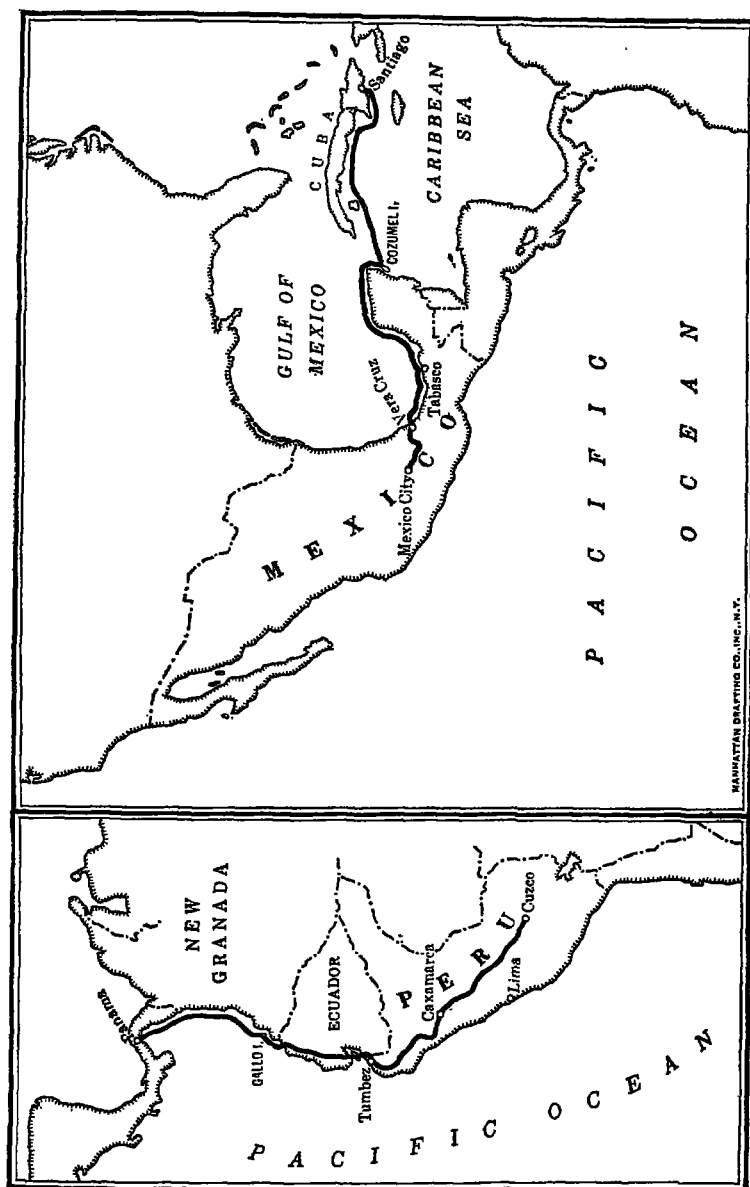 GULF OF
MEXICO
CUBA
Santiago
CARIBBEAN
SEA
COZUMEL I.
Vera Cruz
Tabasco
Mexico City
MEXICO
PACIFIC
OCEAN
MANHATTAN DRAFTING CO., INC., N.Y.
Panama
NEW
GRANADA
GALLO I.
ECUADOR
Tumbez
PERU
Caxamarca
Cuzco
Lima
PACIFIC OCEAN